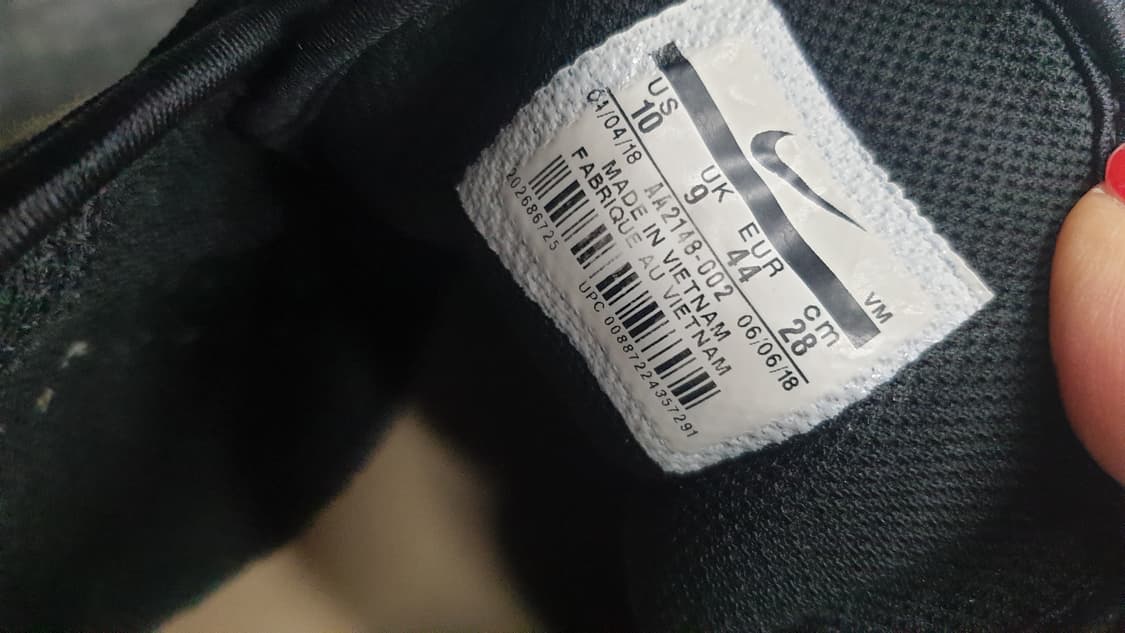 VM
US UK EUR cm
10 9 44 28
04/04/18 AA2148-002 06/06/18
MADE IN VIETNAM
FABRIQUE AU VIETNAM
202686725
UPC 00887224357291